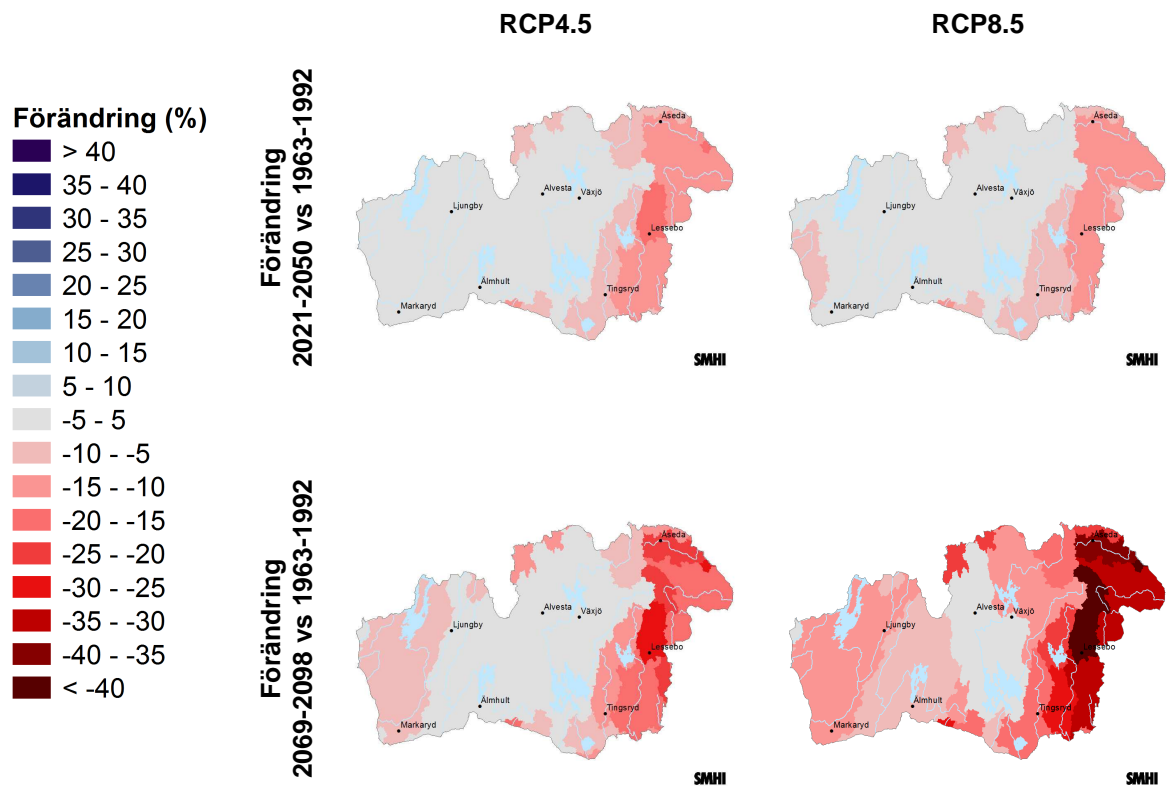 RCP4.5
RCP8.5
Förändring (%)
> 40
35 - 40
30 - 35
25 - 30
20 - 25
15 - 20
10 - 15
5 - 10
-5 - 5
-10 - -5
-15 - -10
-20 - -15
-25 - -20
-30 - -25
-35 - -30
-40 - -35
< -40
Förändring
2021-2050 vs 1963-1992
Åseda
Alvesta
Växjö
Ljungby
Lessebo
Älmhult
Tingsryd
Markaryd
SMHI
Åseda
Alvesta
Växjö
Ljungby
Lessebo
Älmhult
Tingsryd
Markaryd
SMHI
Förändring
2069-2098 vs 1963-1992
Åseda
Alvesta
Växjö
Ljungby
Lessebo
Älmhult
Tingsryd
Markaryd
SMHI
Åseda
Alvesta
Växjö
Ljungby
Lessebo
Älmhult
Tingsryd
Markaryd
SMHI